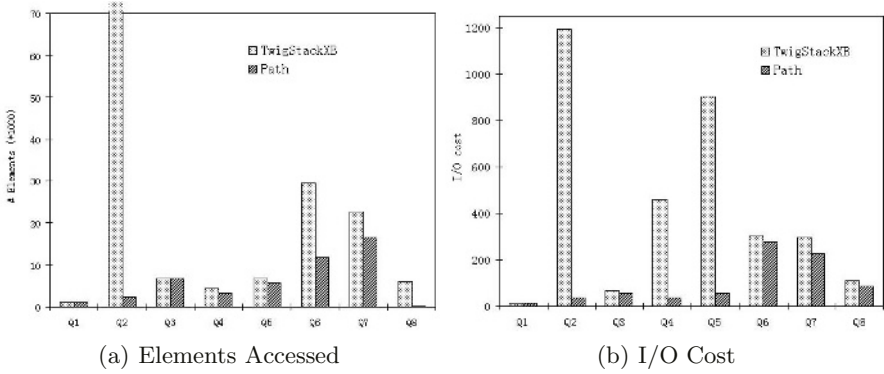 70
60
50
40
30
20
10
0
# Elements (*1000)
TwigStackXB
Path
Q1 Q2 Q3 Q4 Q5 Q6 Q7 Q8
(a) Elements Accessed
1200
1000
800
600
400
200
0
I/O cost
TwigStackXB
Path
Q1 Q2 Q3 Q4 Q5 Q6 Q7 Q8
(b) I/O Cost